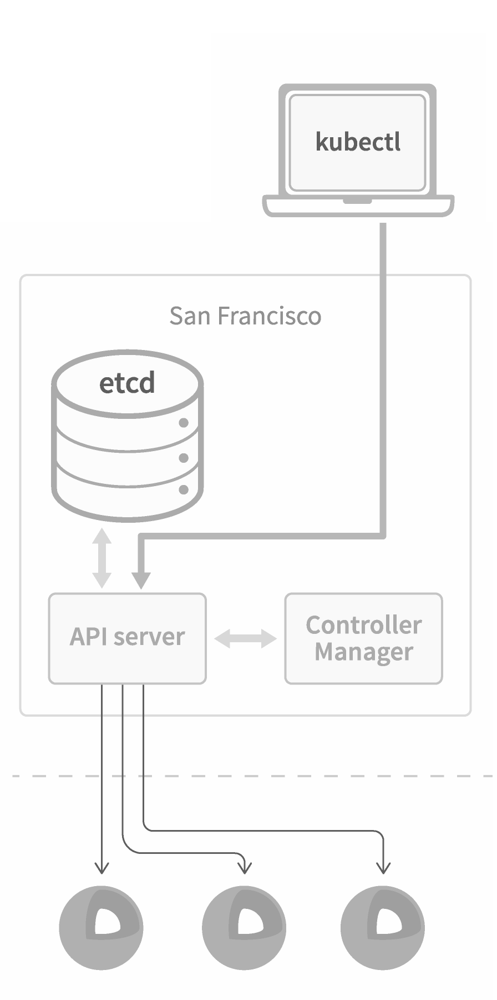 kubectl
San Francisco
etcd
API server
Controller
Manager